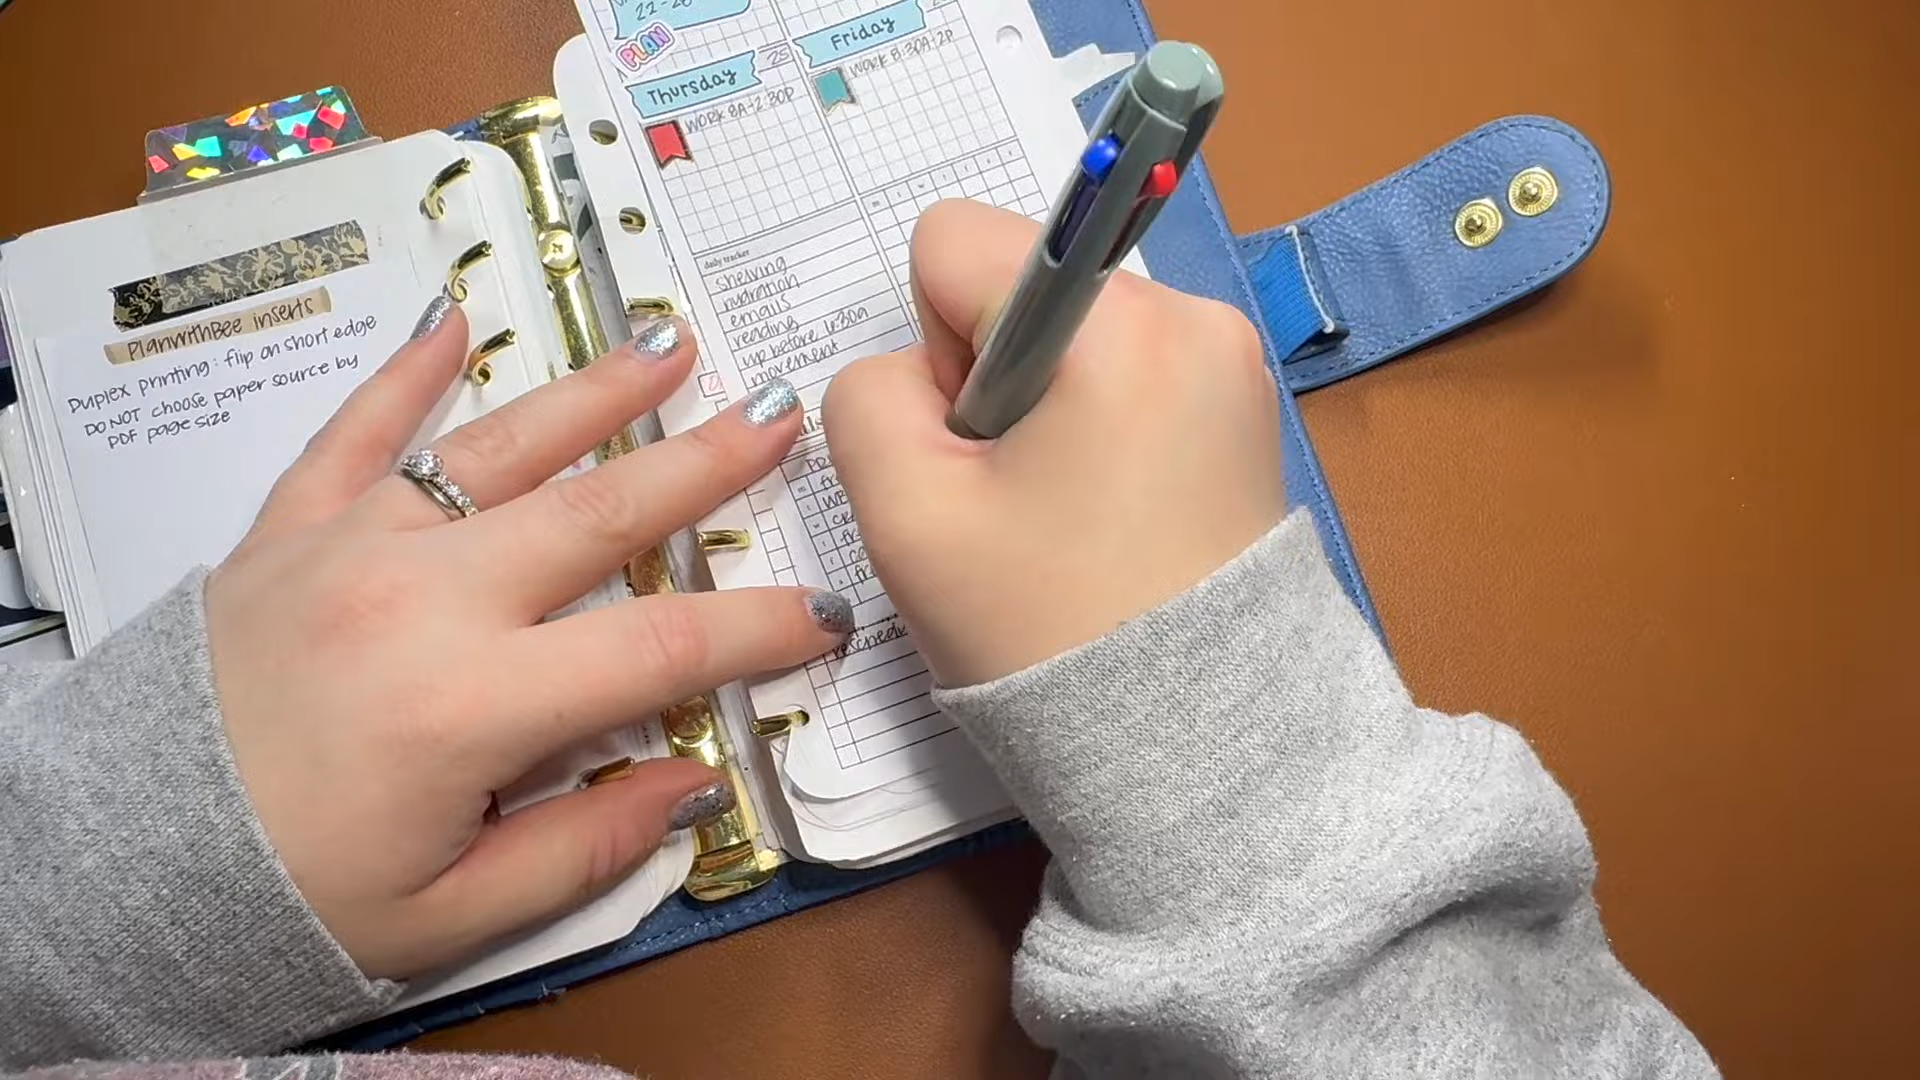 PlanwithBee inserts
Duplex printing: flip on short edge
DO NOT choose paper source by
PDF page size
22-28
PLAN
Thursday
25
WORK 8A-2:30P
Friday
WORK 8:30A-2P
m t w t f s s
daily tracker
shelving
hydration
emails
reading
up before 6:30a
movement